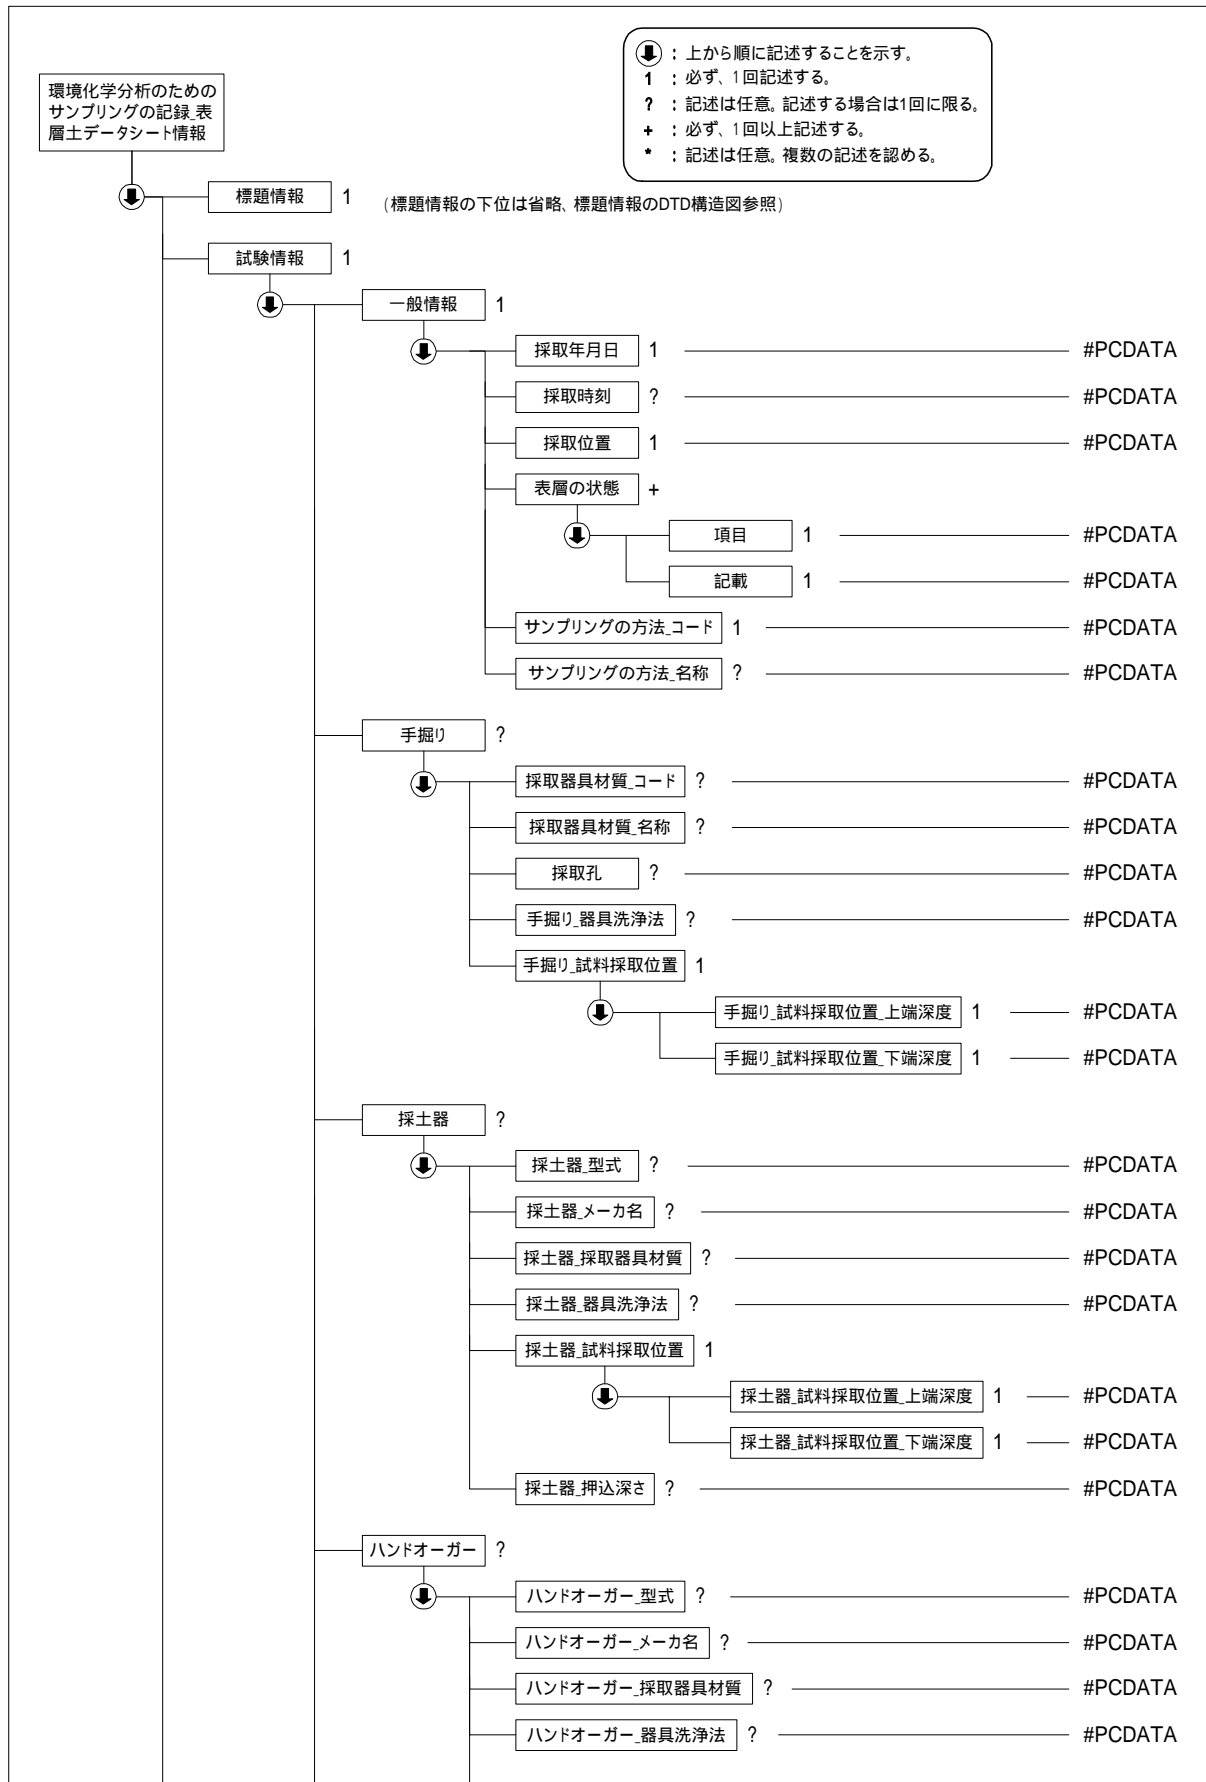 ：上から順に記述することを示す。
1 ：必ず、1回記述する。
? ：記述は任意。記述する場合は1回に限る。
+ ：必ず、1回以上記述する。
* ：記述は任意。複数の記述を認める。
環境化学分析のための
サンプリングの記録_表
層土データシート情報
標題情報 1 (標題情報の下位は省略、標題情報のDTD構造図参照)
試験情報 1
一般情報 1
採取年月日 1 #PCDATA
採取時刻 ? #PCDATA
採取位置 1 #PCDATA
表層の状態 +
項目 1 #PCDATA
記載 1 #PCDATA
サンプリングの方法_コード 1 #PCDATA
サンプリングの方法_名称 ? #PCDATA
手掘り ?
採取器具材質_コード ? #PCDATA
採取器具材質_名称 ? #PCDATA
採取孔 ? #PCDATA
手掘り_器具洗浄法 ? #PCDATA
手掘り_試料採取位置 1
手掘り_試料採取位置_上端深度 1 #PCDATA
手掘り_試料採取位置_下端深度 1 #PCDATA
採土器 ?
採土器_型式 ? #PCDATA
採土器_メーカ名 ? #PCDATA
採土器_採取器具材質 ? #PCDATA
採土器_器具洗浄法 ? #PCDATA
採土器_試料採取位置 1
採土器_試料採取位置_上端深度 1 #PCDATA
採土器_試料採取位置_下端深度 1 #PCDATA
採土器_押込深さ ? #PCDATA
ハンドオーガー ?
ハンドオーガー_型式 ? #PCDATA
ハンドオーガー_メーカ名 ? #PCDATA
ハンドオーガー_採取器具材質 ? #PCDATA
ハンドオーガー_器具洗浄法 ? #PCDATA